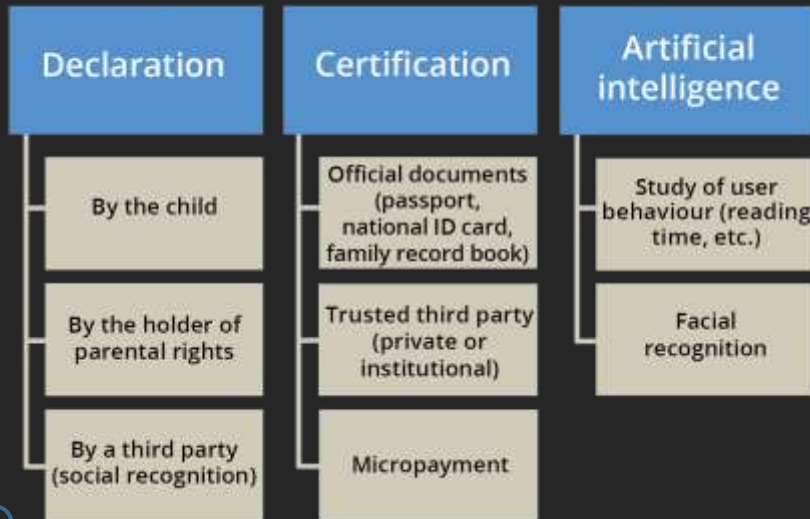 Declaration
By the child
By the holder of
parental rights
By a third party
(social recognition)
Certification
Official documents
(passport,
national ID card,
family record book)
Trusted third party
(private or
institutional)
Micropayment
Artificial
intelligence
Study of user
behaviour (reading
time, etc.)
Facial
recognition